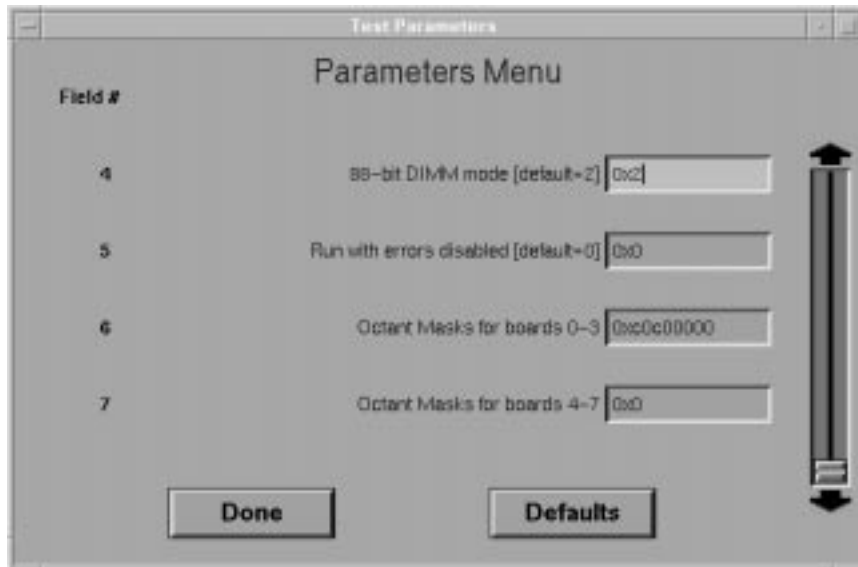 Test Parameters
Parameters Menu
Field #
4 88-bit DIMM mode [default=2] 0x2
5 Run with errors disabled [default=0] 0x0
6 Octant Masks for boards 0-3 0xc0c00000
7 Octant Masks for boards 4-7 0x0
Done Defaults